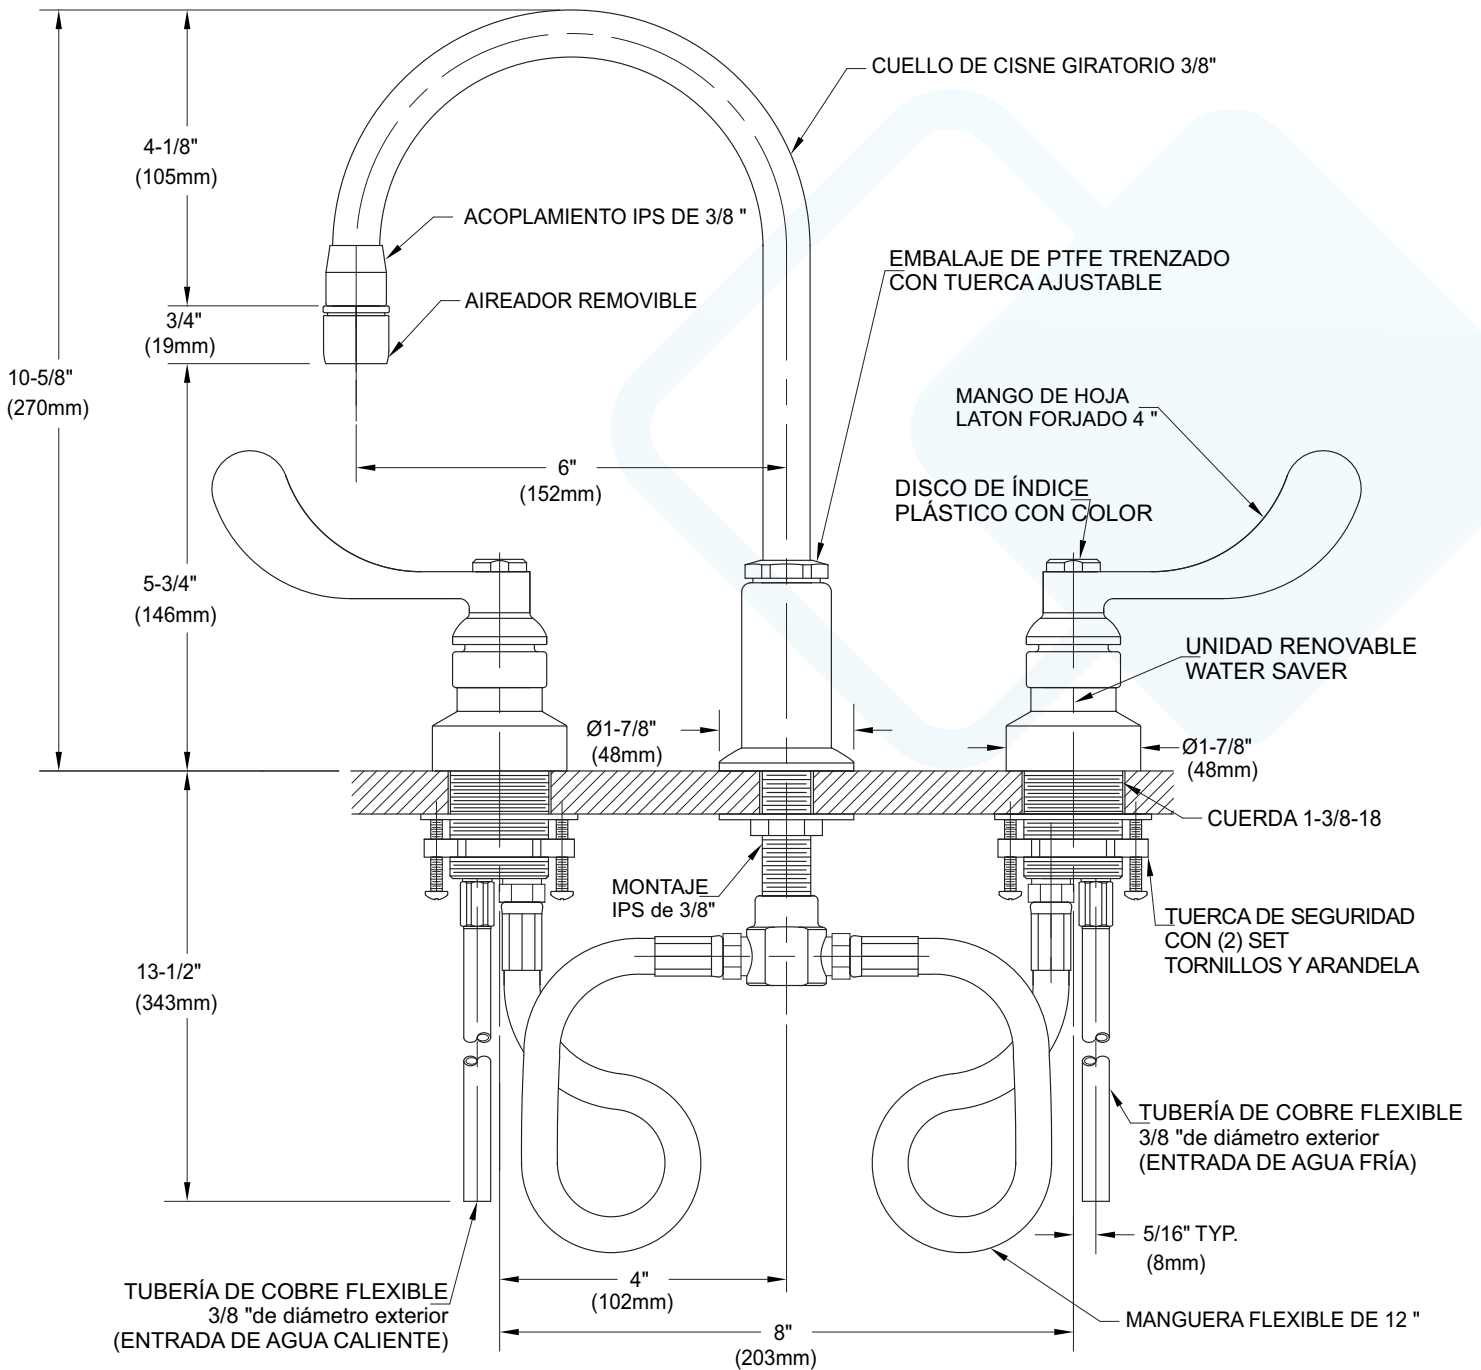 CUELLO DE CISNE GIRATORIO 3/8"
4-1/8"
(105mm)
ACOPLAMIENTO IPS DE 3/8 "
EMBALAJE DE PTFE TRENZADO
CON TUERCA AJUSTABLE
AIREADOR REMOVIBLE
3/4"
(19mm)
10-5/8"
(270mm)
MANGO DE HOJA
LATON FORJADO 4 "
6"
(152mm)
DISCO DE ÍNDICE
PLÁSTICO CON COLOR
5-3/4"
(146mm)
UNIDAD RENOVABLE
WATER SAVER
Ø1-7/8"
(48mm)
Ø1-7/8"
(48mm)
CUERDA 1-3/8-18
MONTAJE
IPS de 3/8"
TUERCA DE SEGURIDAD
CON (2) SET
TORNILLOS Y ARANDELA
13-1/2"
(343mm)
TUBERÍA DE COBRE FLEXIBLE
3/8 "de diámetro exterior
(ENTRADA DE AGUA FRÍA)
5/16" TYP.
(8mm)
TUBERÍA DE COBRE FLEXIBLE
3/8 "de diámetro exterior
(ENTRADA DE AGUA CALIENTE)
4"
(102mm)
MANGUERA FLEXIBLE DE 12 "
8"
(203mm)